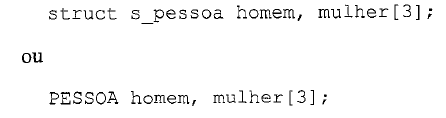 struct s_pessoa homem, mulher[3];
ou
PESSOA homem, mulher[3];